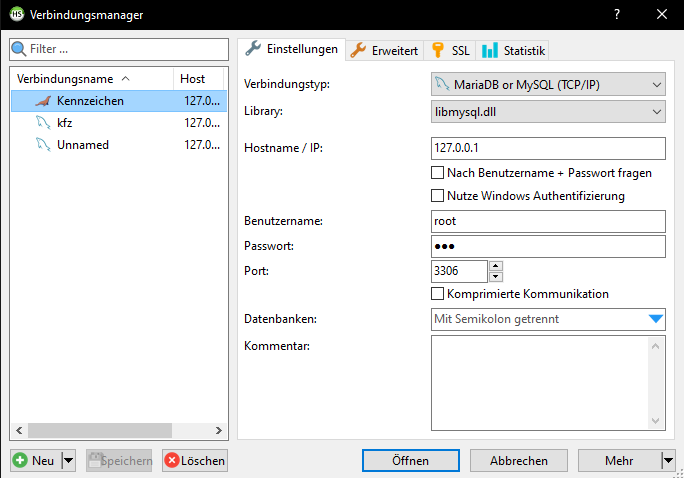 HS Verbindungsmanager ?
Filter ...
Verbindungsname Host
Kennzeichen 127.0...
kfz 127.0...
Unnamed 127.0...
Neu Speichern Löschen
Einstellungen Erweitert SSL Statistik
Verbindungstyp: MariaDB or MySQL (TCP/IP)
Library: libmysql.dll
Hostname / IP: 127.0.0.1
Nach Benutzername + Passwort fragen
Nutze Windows Authentifizierung
Benutzername: root
Passwort: ●●●
Port: 3306
Komprimierte Kommunikation
Datenbanken: Mit Semikolon getrennt
Kommentar:
Öffnen Abbrechen Mehr